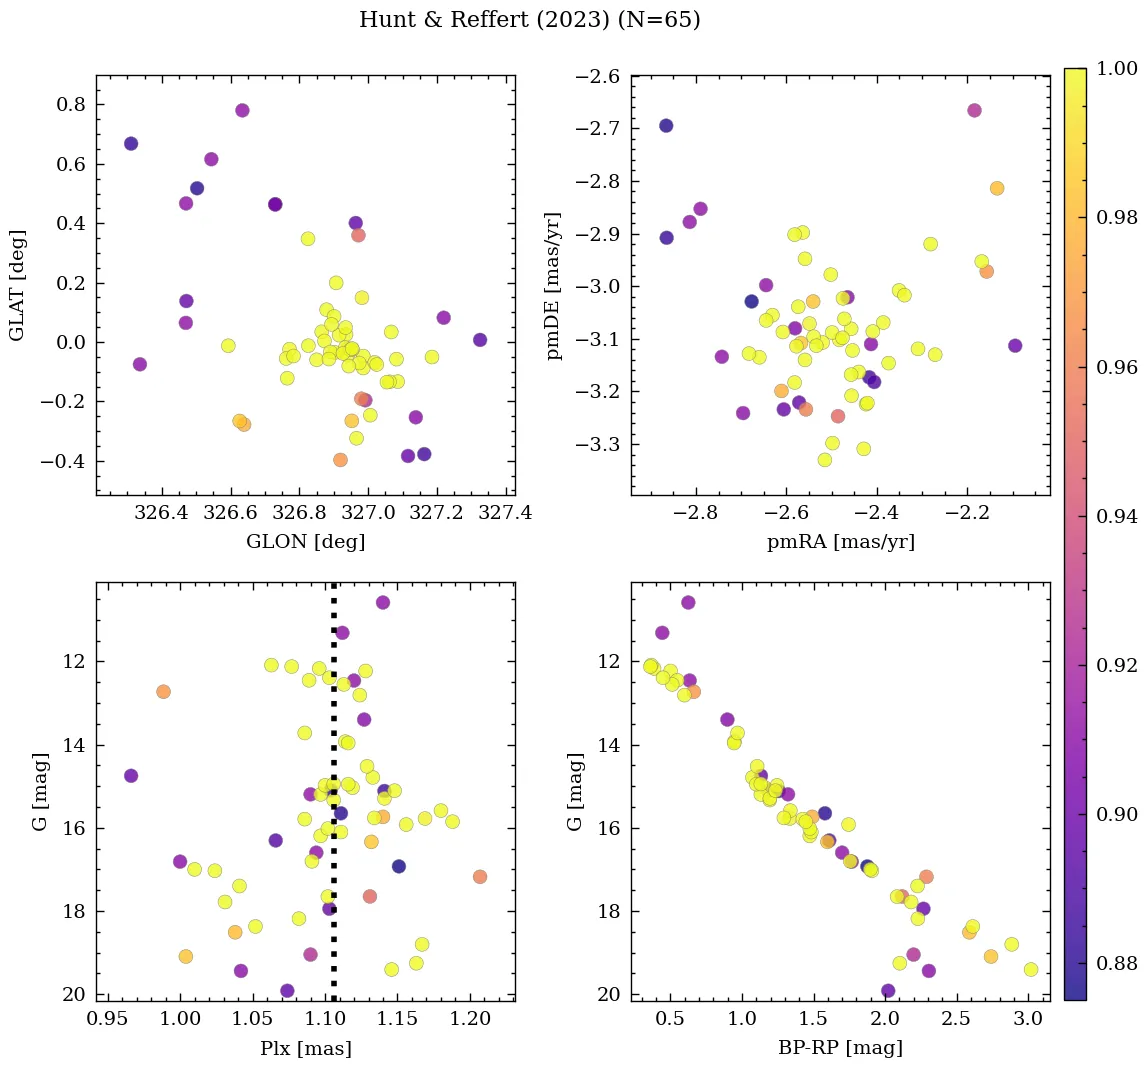 Hunt & Reffert (2023) (N=65)
0.8
0.6
0.4
0.2
0.0
−0.2
−0.4
GLAT [deg]
326.4 326.6 326.8 327.0 327.2 327.4
GLON [deg]
−2.6
−2.7
−2.8
−2.9
−3.0
−3.1
−3.2
−3.3
pmDE [mas/yr]
−2.8 −2.6 −2.4 −2.2
pmRA [mas/yr]
12
14
16
18
20
G [mag]
0.95 1.00 1.05 1.10 1.15 1.20
Plx [mas]
12
14
16
18
20
G [mag]
0.5 1.0 1.5 2.0 2.5 3.0
BP-RP [mag]
1.00
0.98
0.96
0.94
0.92
0.90
0.88